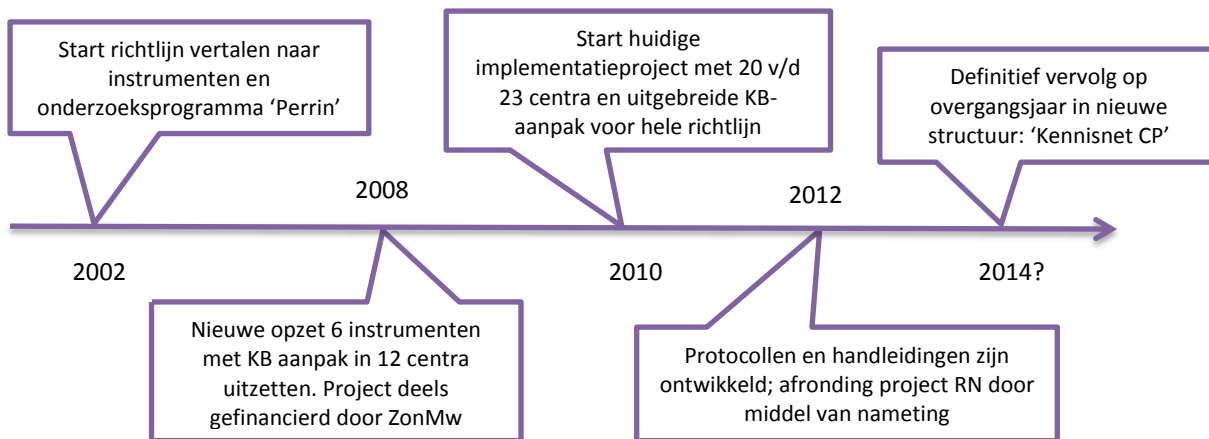 Start richtlijn vertalen naar
instrumenten en
onderzoeksprogramma ‘Perrin’
Start huidige
implementatieproject met 20 v/d
23 centra en uitgebreide KB-
aanpak voor hele richtlijn
Definitief vervolg op
overgangsjaar in nieuwe
structuur: ‘Kennisnet CP’
2008
2012
2002
2010
2014?
Nieuwe opzet 6 instrumenten
met KB aanpak in 12 centra
uitzetten. Project deels
gefinancierd door ZonMw
Protocollen en handleidingen zijn
ontwikkeld; afronding project RN door
middel van nameting